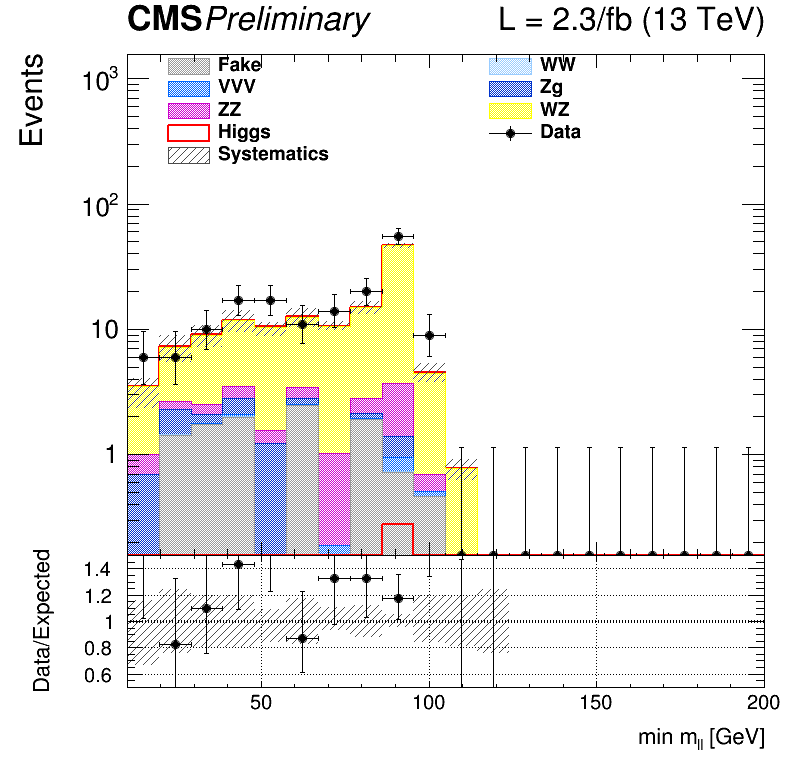 CMS Preliminary L = 2.3/fb (13 TeV)
Events
10³
10²
10
1
Fake
VVV
ZZ
Higgs
Systematics
WW
Zg
WZ
Data
Data/Expected
1.4
1.2
1
0.8
0.6
50 100 150 200
min m_ll [GeV]